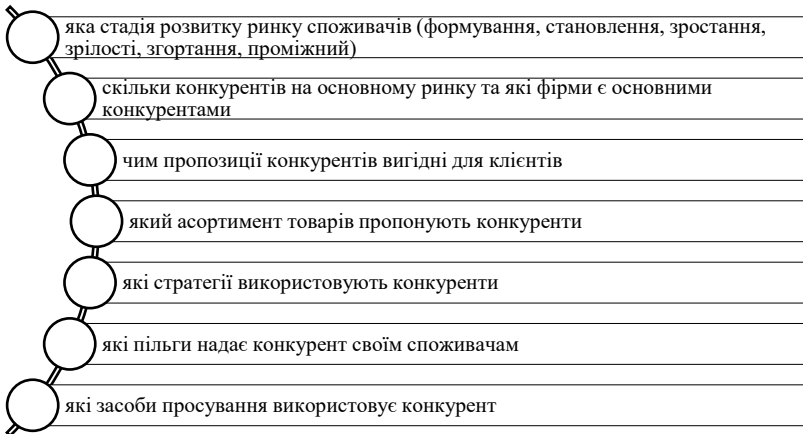 яка стадія розвитку ринку споживачів (формування, становлення, зростання,
зрілості, згортання, проміжний)
скільки конкурентів на основному ринку та які фірми є основними
конкурентами
чим пропозиції конкурентів вигідні для клієнтів
який асортимент товарів пропонують конкуренти
які стратегії використовують конкуренти
які пільги надає конкурент своїм споживачам
які засоби просування використовує конкурент